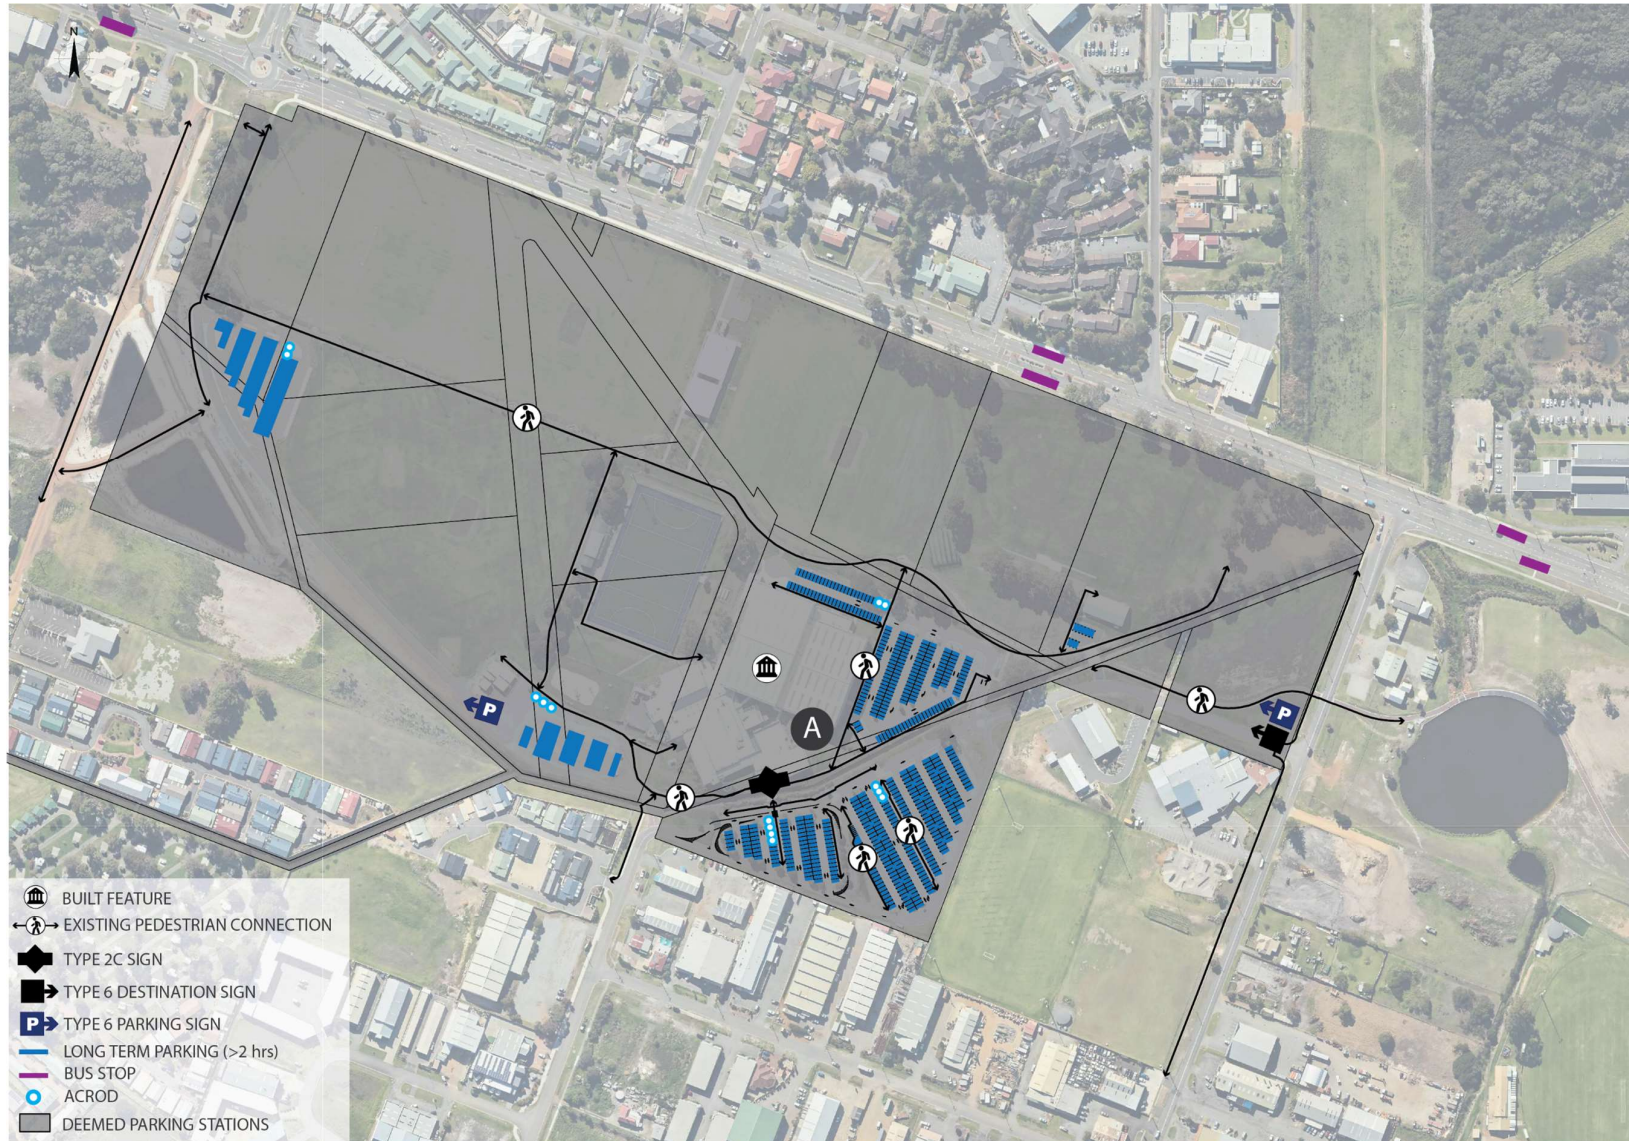 N
P
A
P
BUILT FEATURE
EXISTING PEDESTRIAN CONNECTION
TYPE 2C SIGN
TYPE 6 DESTINATION SIGN
P TYPE 6 PARKING SIGN
LONG TERM PARKING (>2 hrs)
BUS STOP
ACROD
DEEMED PARKING STATIONS